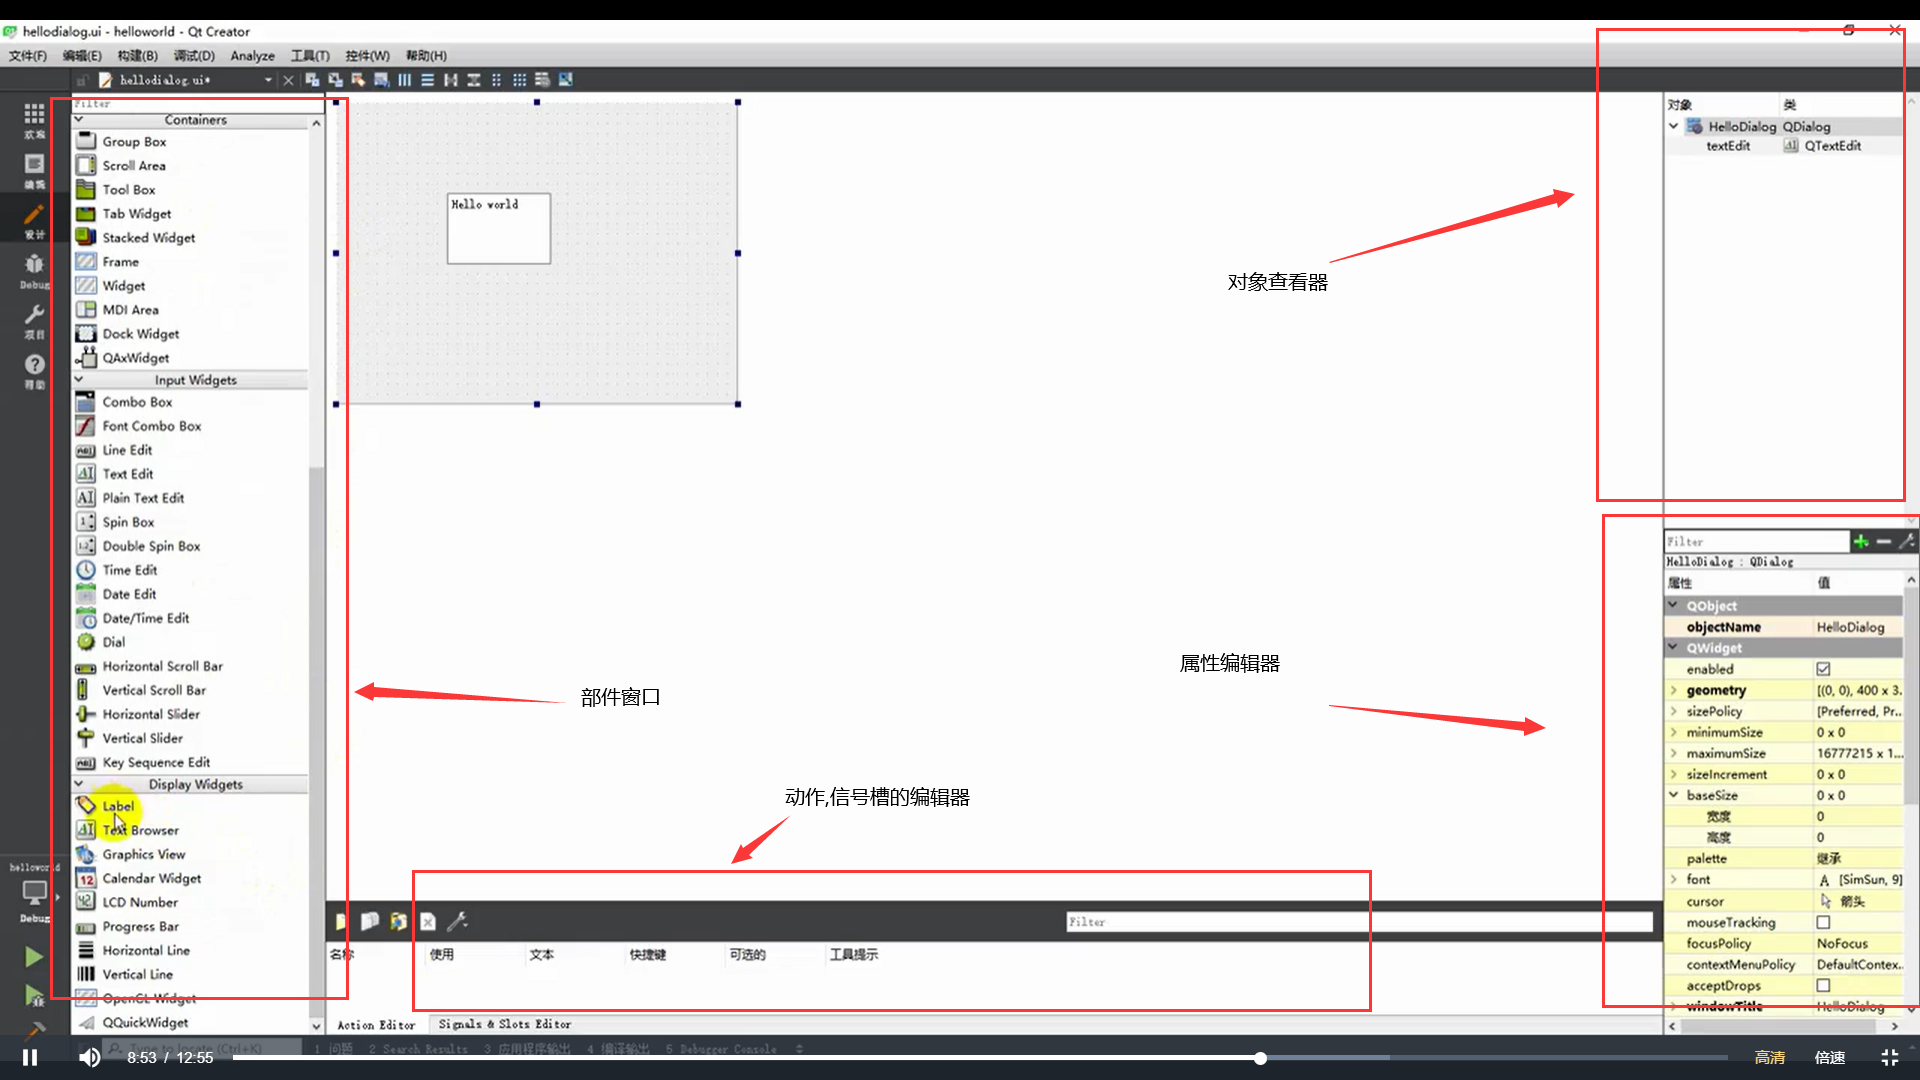 hellodialog.ui - helloworld - Qt Creator
文件(F) 编辑(E) 构建(B) 调试(D) Analyze 工具(T) 控件(W) 帮助(H)
hellodialog.ui*
Filter
欢迎
编辑
设计
Debug
项目
帮助
helloworld
Debug
Containers
Group Box
Scroll Area
Tool Box
Tab Widget
Stacked Widget
Frame
Widget
MDI Area
Dock Widget
QAxWidget
Input Widgets
Combo Box
Font Combo Box
Line Edit
Text Edit
Plain Text Edit
Spin Box
Double Spin Box
Time Edit
Date Edit
Date/Time Edit
Dial
Horizontal Scroll Bar
Vertical Scroll Bar
Horizontal Slider
Vertical Slider
Key Sequence Edit
Display Widgets
Label
Text Browser
Graphics View
Calendar Widget
LCD Number
Progress Bar
Horizontal Line
Vertical Line
OpenGL Widget
QQuickWidget
Hello world
对象查看器
属性编辑器
部件窗口
动作,信号槽的编辑器
对象 类
HelloDialog QDialog
textEdit QTextEdit
Filter
HelloDialog : QDialog
属性 值
QObject
objectName HelloDialog
QWidget
enabled
geometry [(0, 0), 400 x 3...
sizePolicy [Preferred, Pr...
minimumSize 0 x 0
maximumSize 16777215 x 1...
sizeIncrement 0 x 0
baseSize 0 x 0
宽度 0
高度 0
palette 继承
font A [SimSun, 9]
cursor 箭头
mouseTracking
focusPolicy NoFocus
contextMenuPolicy DefaultContex...
acceptDrops
windowTitle HelloDialog
Filter
名称 使用 文本 快捷键 可选的 工具提示
Action Editor Signals & Slots Editor
Type to locate (Ctrl+K) 1 问题 2 Search Results 3 应用程序输出 4 编译输出 5 Debugger Console
8:53 / 12:55 高清 倍速